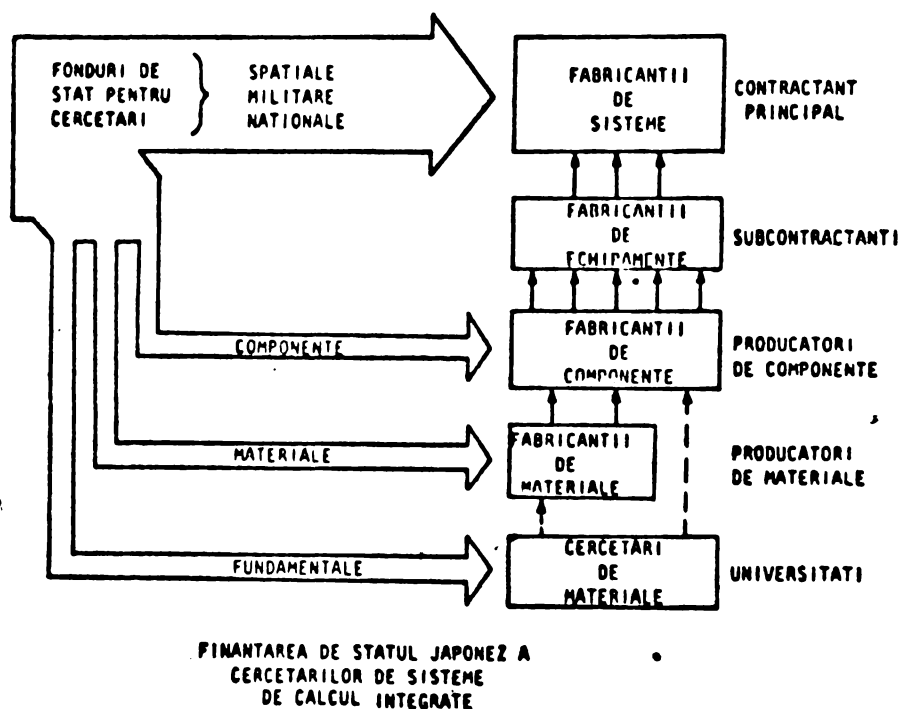 FONDURI DE
STAT PENTRU
CERCETARI
SPATIALE
MILITARE
NATIONALE
FABRICANTII
DE
SISTEME
CONTRACTANT
PRINCIPAL
FABRICANTII
DE
ECHIPAMENTE
SUBCONTRACTANTI
COMPONENTE
FABRICANTII
DE
COMPONENTE
PRODUCATORI
DE COMPONENTE
MATERIALE
FABRICANTII
DE
MATERIALE
PRODUCATORI
DE MATERIALE
FUNDAMENTALE
CERCETARI
DE
MATERIALE
UNIVERSITATI
FINANTAREA DE STATUL JAPONEZ A
CERCETARILOR DE SISTEME
DE CALCUL INTEGRATE